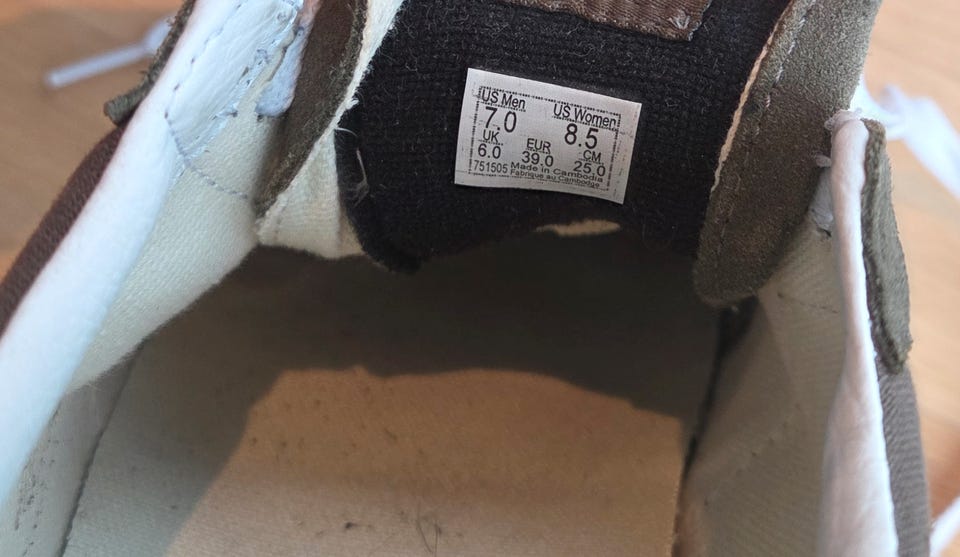 US Men US Women
7.0 8.5
UK EUR CM
6.0 39.0 25.0
751505 Made in Cambodia
Fabrique au Cambodge